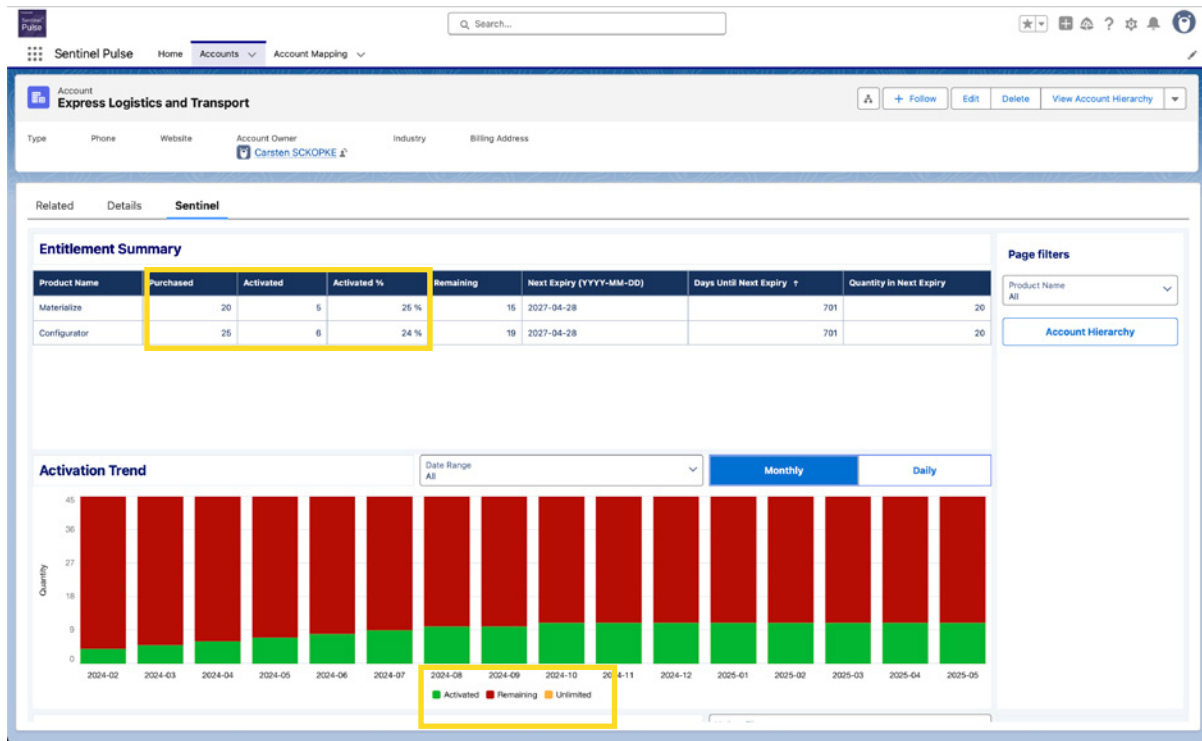 Sentinel
Pulse
Search...
Sentinel Pulse Home Accounts Account Mapping
Account
Express Logistics and Transport
+ Follow Edit Delete View Account Hierarchy
Type Phone Website Account Owner Industry Billing Address
Carsten SCKOPKE
Related Details Sentinel
Entitlement Summary
Page filters
Product Name Purchased Activated Activated % Remaining Next Expiry (YYYY-MM-DD) Days Until Next Expiry ↑ Quantity in Next Expiry
Materialize 20 5 25 % 15 2027-04-28 701 20
Configurator 25 6 24 % 19 2027-04-28 701 20
Product Name
All
Account Hierarchy
Activation Trend
Date Range
All
Monthly Daily
Quantity
45
36
27
18
9
0
2024-02 2024-03 2024-04 2024-05 2024-06 2024-07 2024-08 2024-09 2024-10 2024-11 2024-12 2025-01 2025-02 2025-03 2025-04 2025-05
Activated Remaining Unlimited